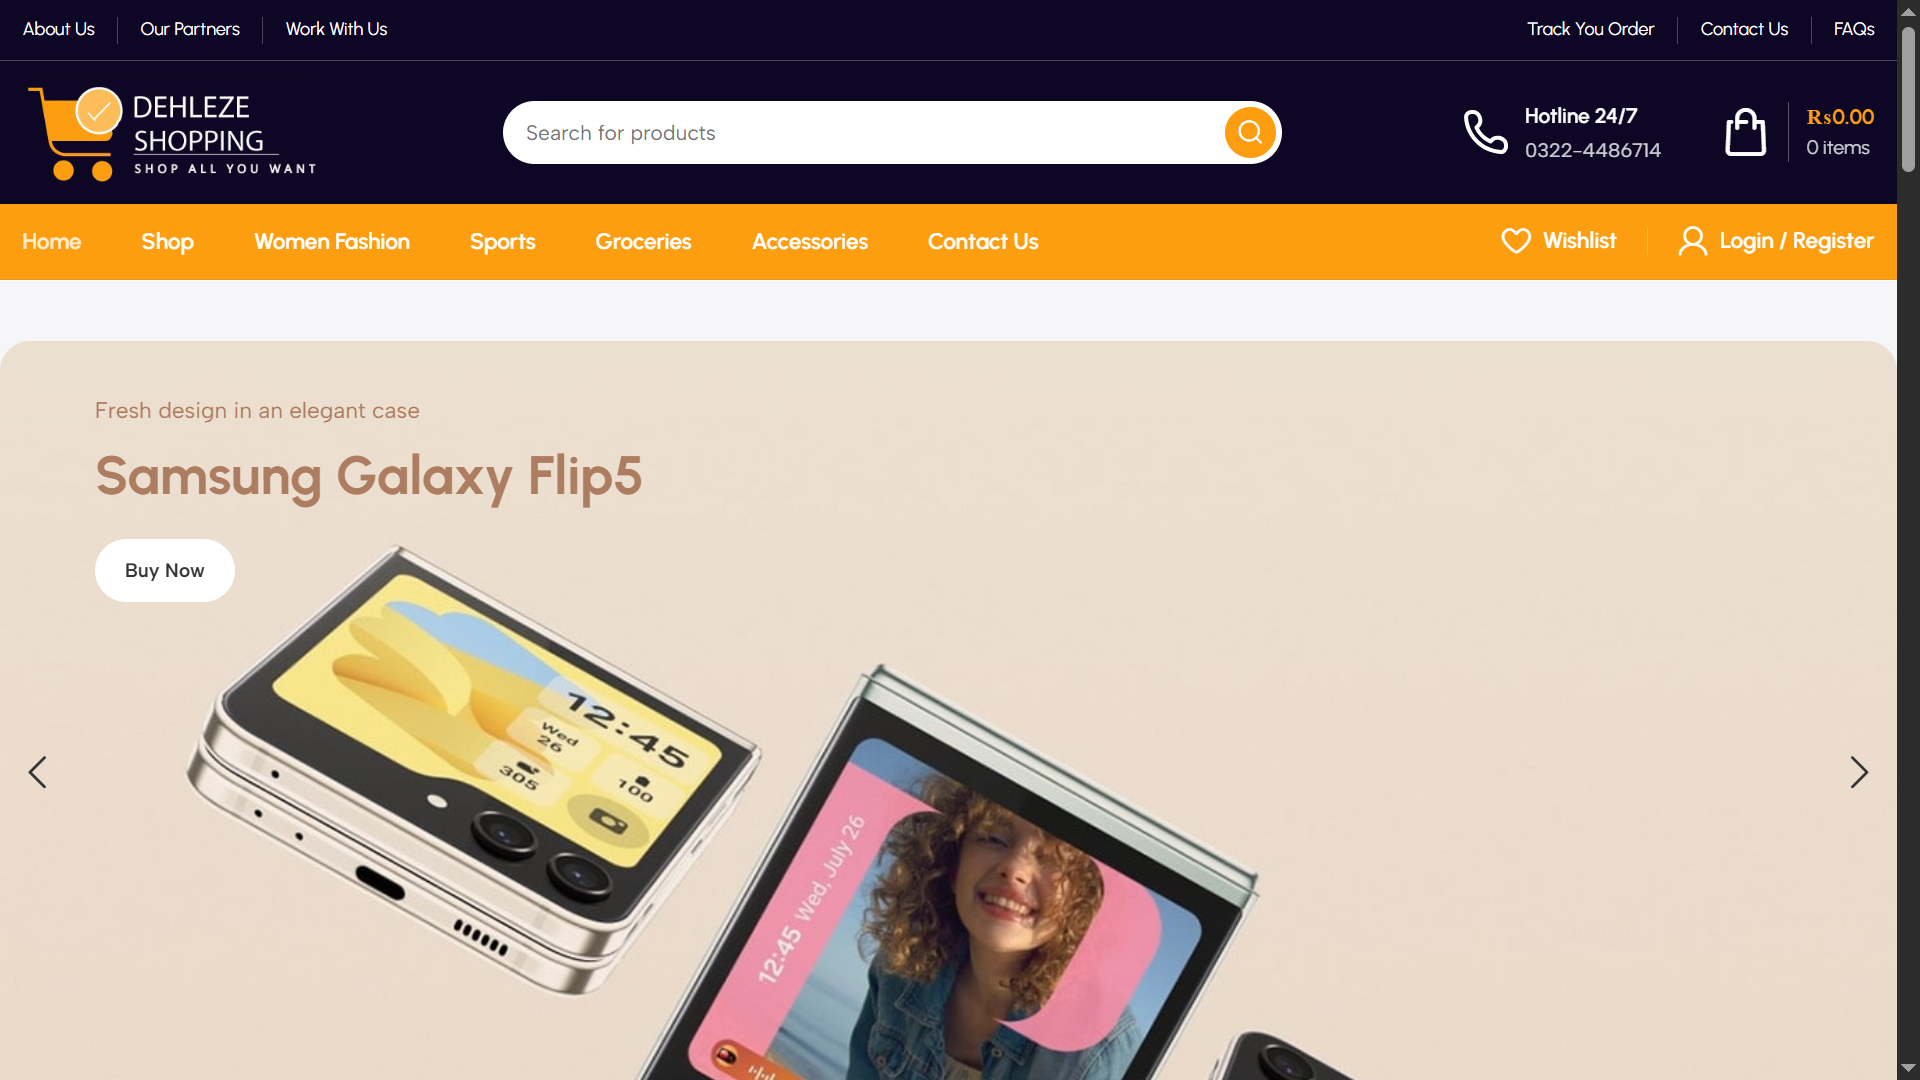 About Us
Our Partners
Work With Us
Track You Order
Contact Us
FAQs
DEHLEZE
SHOPPING
SHOP ALL YOU WANT
Search for products
Hotline 24/7
0322-4486714
₨0.00
0 items
Home
Shop
Women Fashion
Sports
Groceries
Accessories
Contact Us
Wishlist
Login / Register
Fresh design in an elegant case
Samsung Galaxy Flip5
Buy Now
12:45
Wed
26
305
100
12:45 Wed, July 26